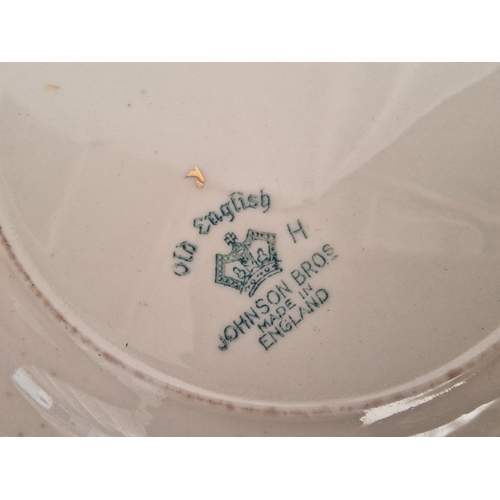 Old English
H
JOHNSON BROS
MADE IN
ENGLAND